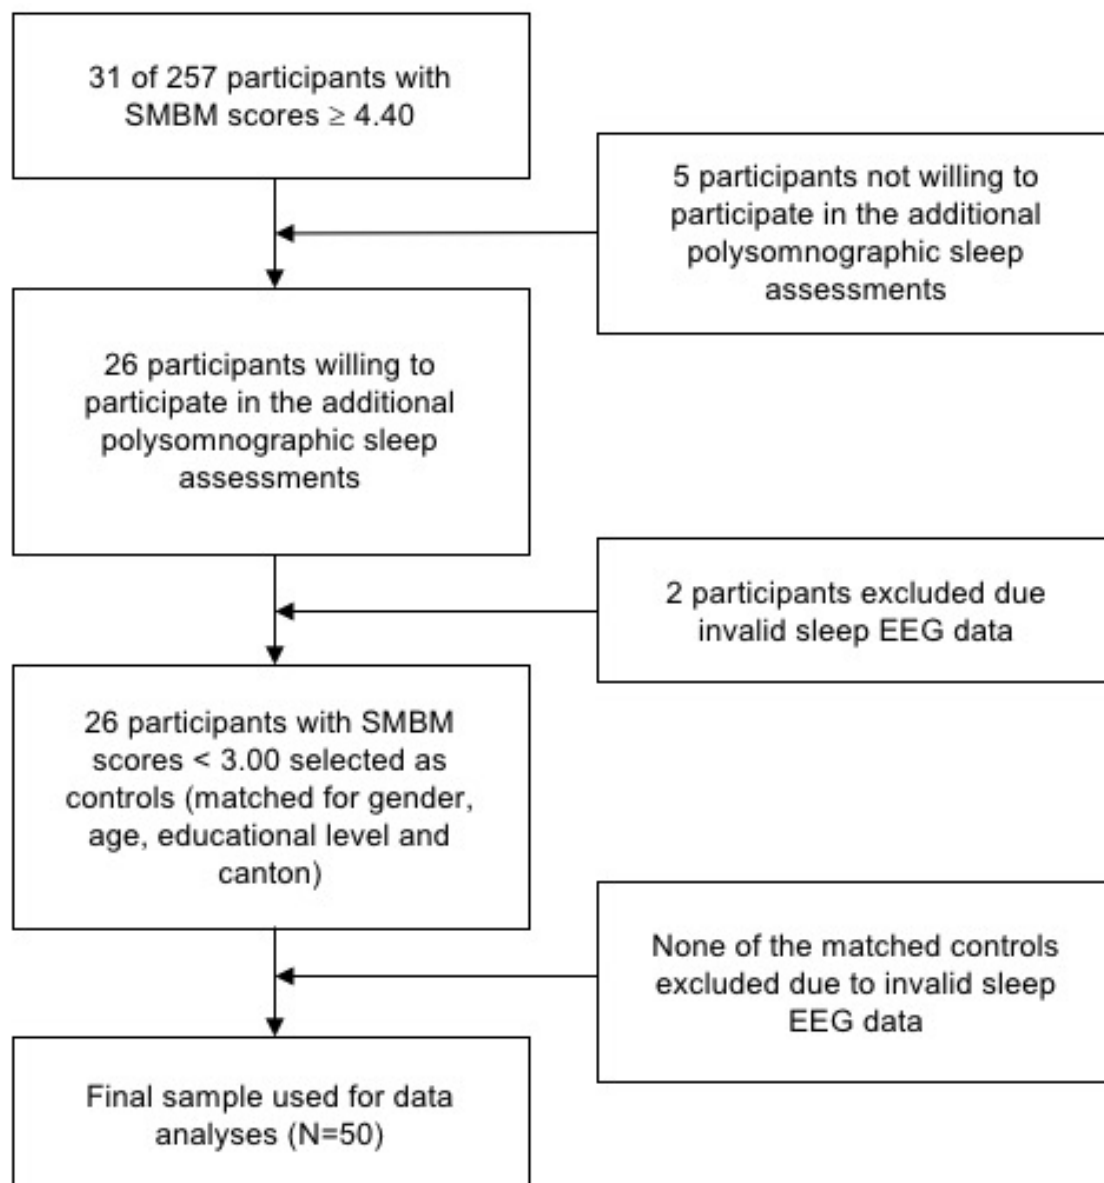 31 of 257 participants with
SMBM scores ≥ 4.40
5 participants not willing to
participate in the additional
polysomnographic sleep
assessments
26 participants willing to
participate in the additional
polysomnographic sleep
assessments
2 participants excluded due
invalid sleep EEG data
26 participants with SMBM
scores < 3.00 selected as
controls (matched for gender,
age, educational level and
canton)
None of the matched controls
excluded due to invalid sleep
EEG data
Final sample used for data
analyses (N=50)